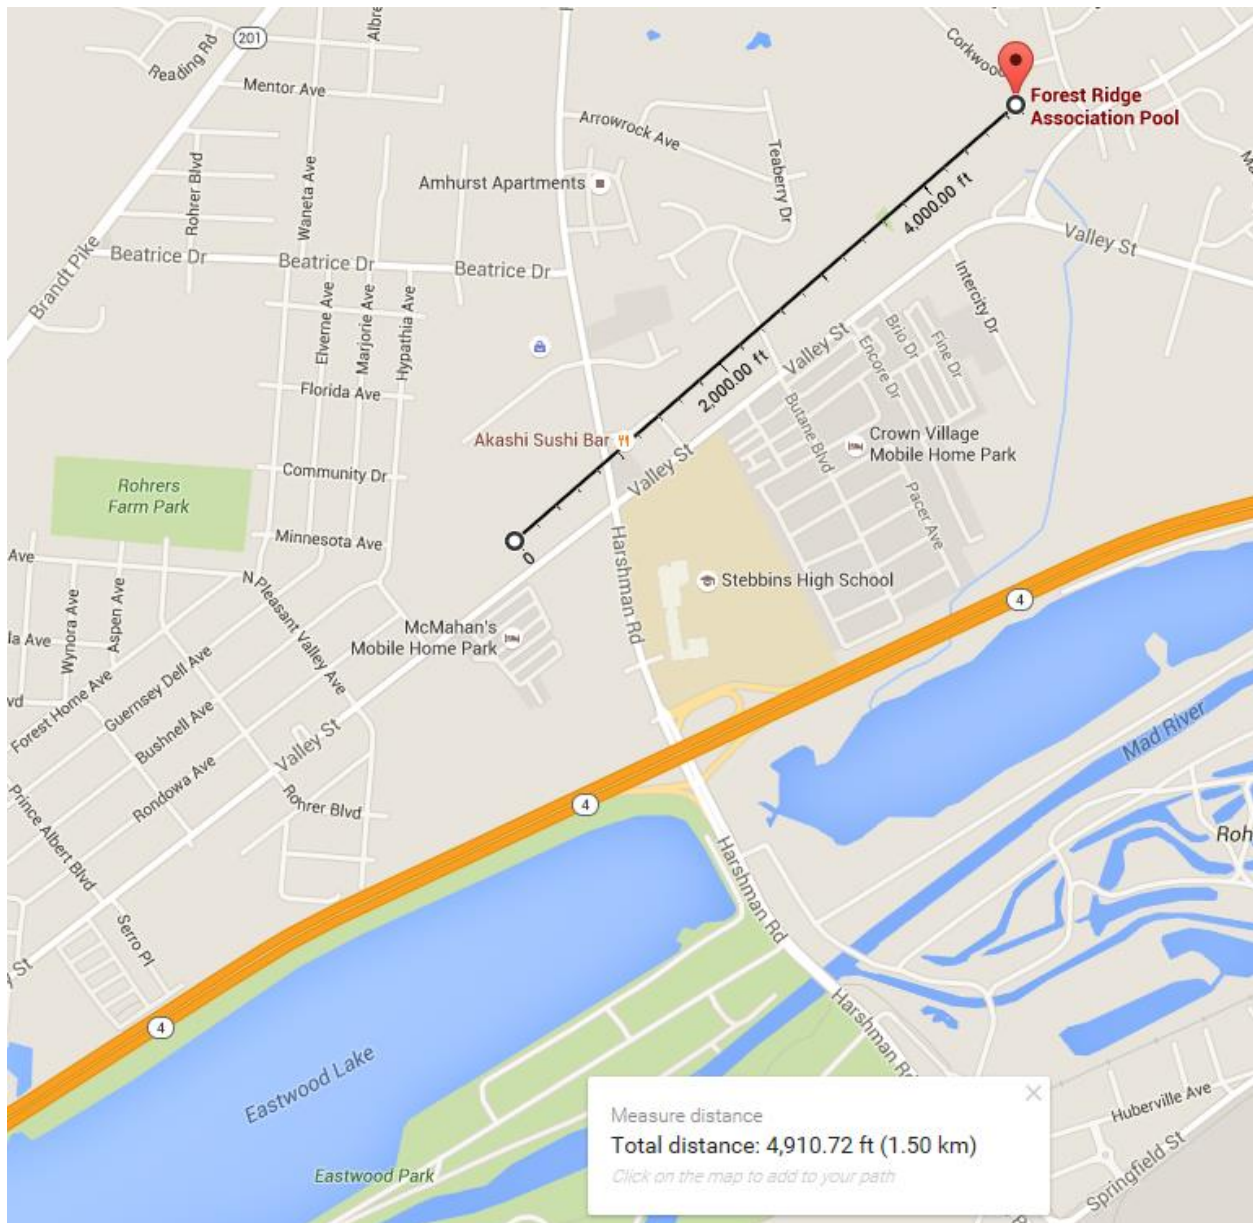 201
Reading Rd
Albre
Mentor Ave
Corkwood
Forest Ridge
Association Pool
Arrowrock Ave
Teaberry Dr
Amhurst Apartments
Rohrer Blvd
Waneta Ave
4,000.00 ft
Valley St
Beatrice Dr
Beatrice Dr
Beatrice Dr
Brandt Pike
Intercity Dr
Elverne Ave
Marjorie Ave
Hypathia Ave
Valley St
Brio Dr
Fine Dr
Encore Dr
Florida Ave
2,000.00 ft
Butane Blvd
Akashi Sushi Bar
Crown Village
Mobile Home Park
Community Dr
Valley St
Rohrers
Farm Park
Pacer Ave
Minnesota Ave
0
Harshman Rd
Ave
N Pleasant Valley Ave
Stebbins High School
4
Wynora Ave
Aspen Ave
McMahan's
Mobile Home Park
la Ave
vd
Forest Home Ave
Guernsey Dell Ave
Bushnell Ave
Valley St
Mad River
Rondowa Ave
Rohrer Blvd
4
Prince Albert Blvd
Roh
Harshman Rd
Serro Pl
y St
4
Harshman Rd
Eastwood Lake
Huberville Ave
Measure distance
Total distance: 4,910.72 ft (1.50 km)
Click on the map to add to your path
Eastwood Park
Springfield St